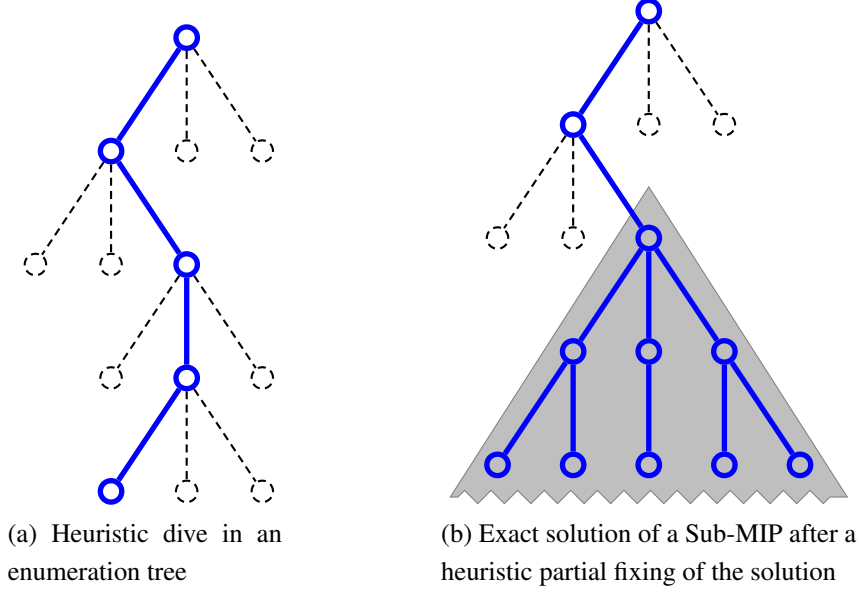 (a) Heuristic dive in an
enumeration tree
(b) Exact solution of a Sub-MIP after a
heuristic partial fixing of the solution